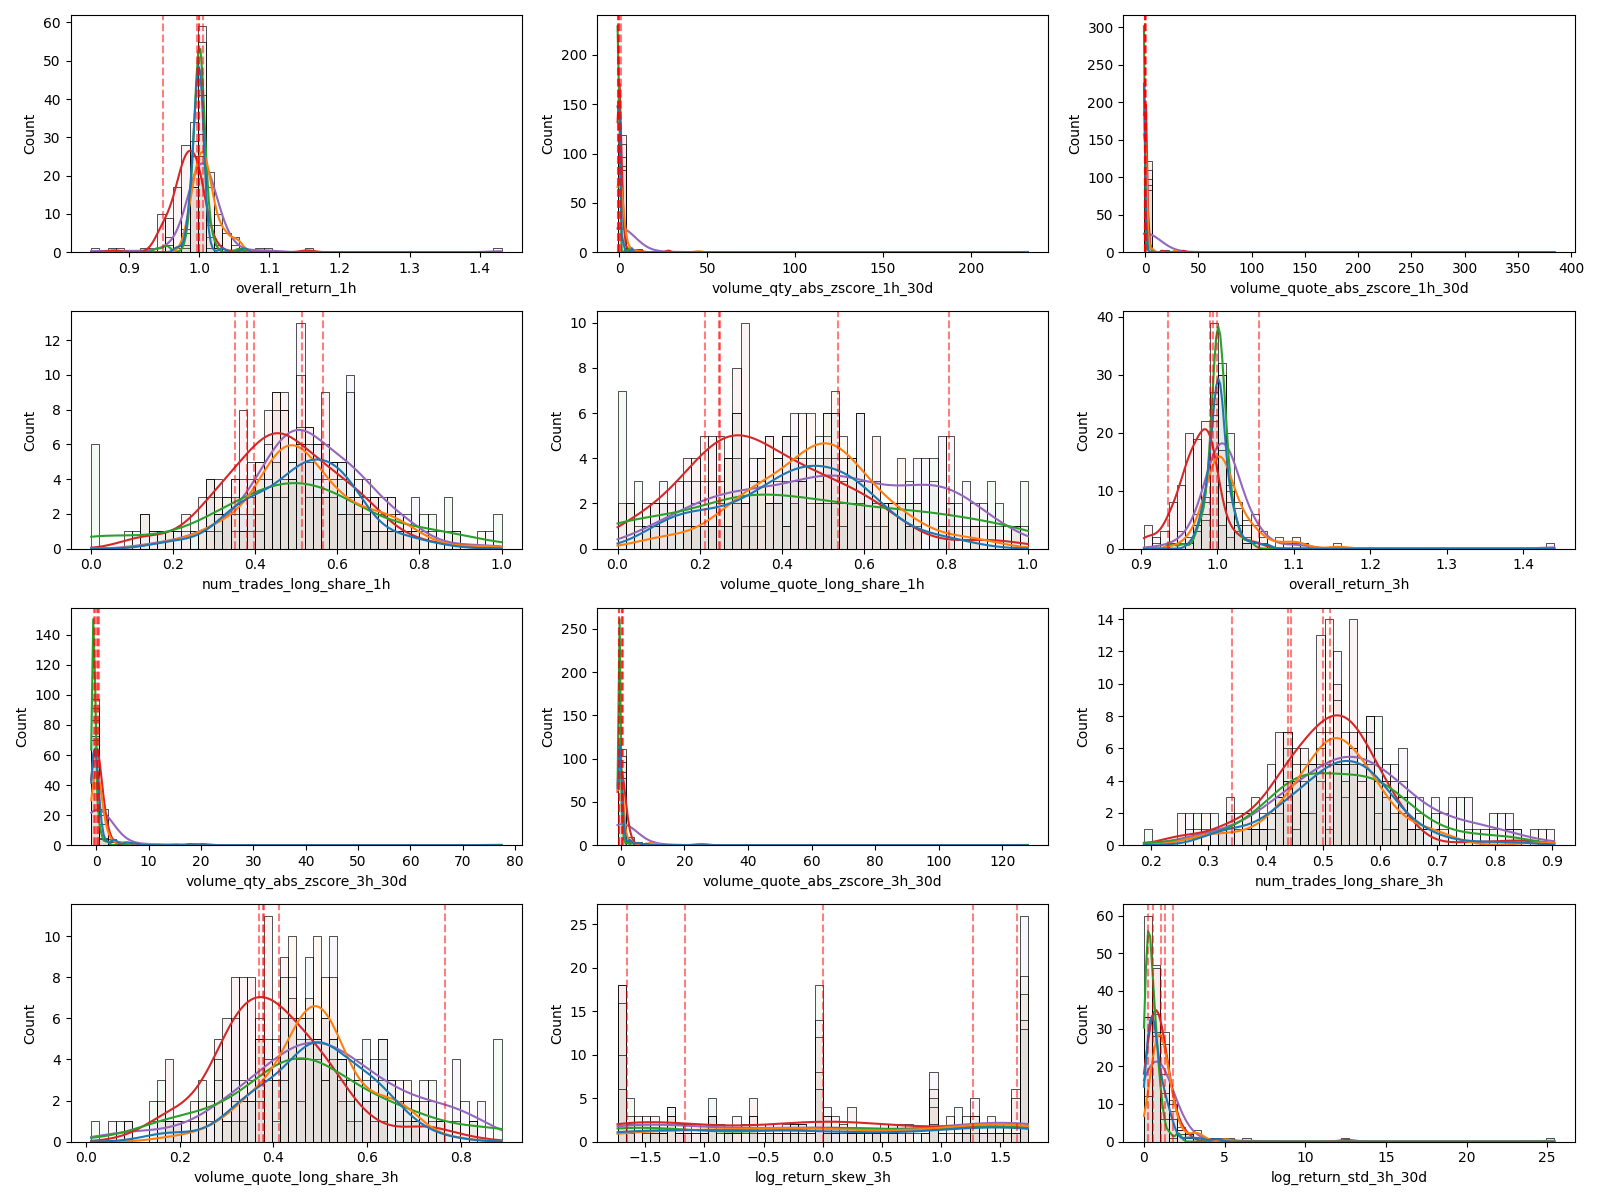 60
50
40
30
20
10
0
0.9 1.0 1.1 1.2 1.3 1.4
Count
overall_return_1h
200
150
100
50
0
0 50 100 150 200
Count
volume_qty_abs_zscore_1h_30d
300
250
200
150
100
50
0
0 50 100 150 200 250 300 350 400
Count
volume_quote_abs_zscore_1h_30d
12
10
8
6
4
2
0
0.0 0.2 0.4 0.6 0.8 1.0
Count
num_trades_long_share_1h
10
8
6
4
2
0
0.0 0.2 0.4 0.6 0.8 1.0
Count
volume_quote_long_share_1h
40
30
20
10
0
0.9 1.0 1.1 1.2 1.3 1.4
Count
overall_return_3h
140
120
100
80
60
40
20
0
0 10 20 30 40 50 60 70 80
Count
volume_qty_abs_zscore_3h_30d
250
200
150
100
50
0
0 20 40 60 80 100 120
Count
volume_quote_abs_zscore_3h_30d
14
12
10
8
6
4
2
0
0.2 0.3 0.4 0.5 0.6 0.7 0.8 0.9
Count
num_trades_long_share_3h
10
8
6
4
2
0
0.0 0.2 0.4 0.6 0.8
Count
volume_quote_long_share_3h
25
20
15
10
5
0
−1.5 −1.0 −0.5 0.0 0.5 1.0 1.5
Count
log_return_skew_3h
60
50
40
30
20
10
0
0 5 10 15 20 25
Count
log_return_std_3h_30d